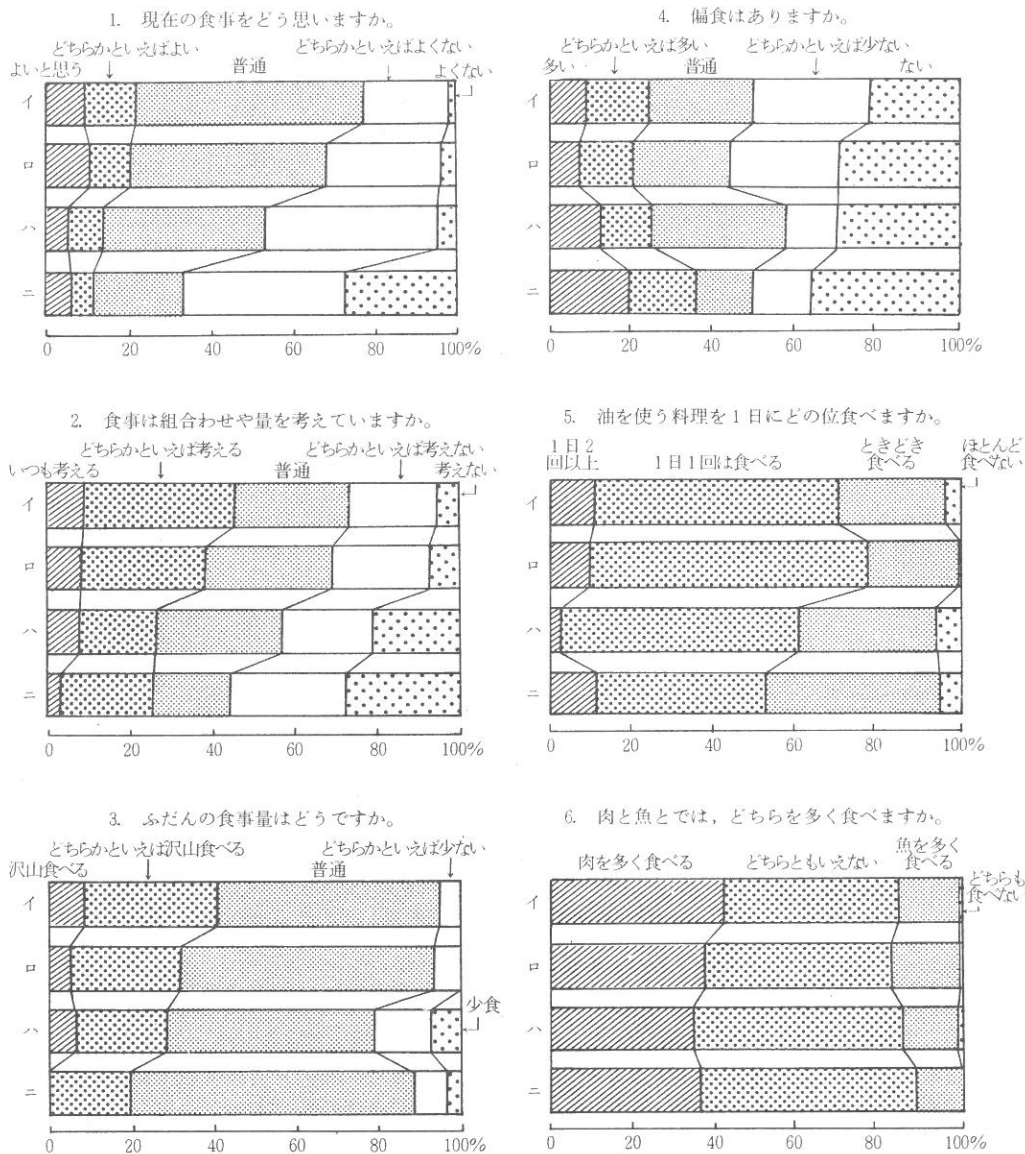 1. 現在の食事をどう思いますか。
どちらかといえばよい どちらかといえばよくない
よいと思う 普通 よくない
イ
ロ
ハ
ニ
0 20 40 60 80 100%
2. 食事は組合わせや量を考えていますか。
どちらかといえば考える どちらかといえば考えない
いつも考える 普通 考えない
イ
ロ
ハ
ニ
0 20 40 60 80 100%
3. ふだんの食事量はどうですか。
どちらかといえば沢山食べる どちらかといえば少ない
沢山食べる 普通
イ
ロ
ハ 少食
ニ
0 20 40 60 80 100%
4. 偏食はありますか。
どちらかといえば多い どちらかといえば少ない
多い 普通 ない
イ
ロ
ハ
ニ
0 20 40 60 80 100%
5. 油を使う料理を1日にどの位食べますか。
1日2回以上 1日1回は食べる ときどき食べる ほとんど食べない
イ
ロ
ハ
ニ
0 20 40 60 80 100%
6. 肉と魚とでは，どちらを多く食べますか。
肉を多く食べる どちらともいえない 魚を多く食べる どちらも食べない
イ
ロ
ハ
ニ
0 20 40 60 80 100%